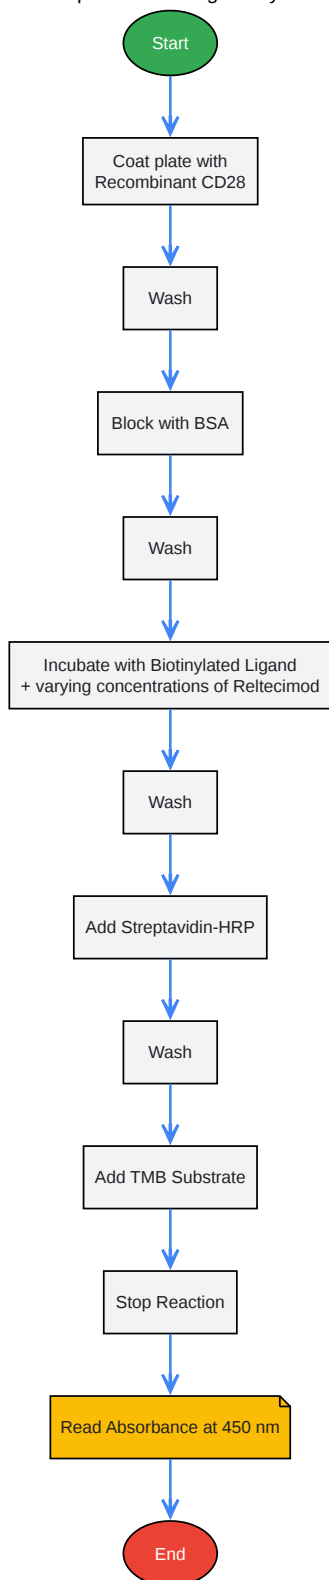 Start
Coat plate with
Recombinant CD28
Wash
Block with BSA
Wash
Incubate with Biotinylated Ligand
+ varying concentrations of Reltecimod
Wash
Add Streptavidin-HRP
Wash
Add TMB Substrate
Stop Reaction
Read Absorbance at 450 nm
End